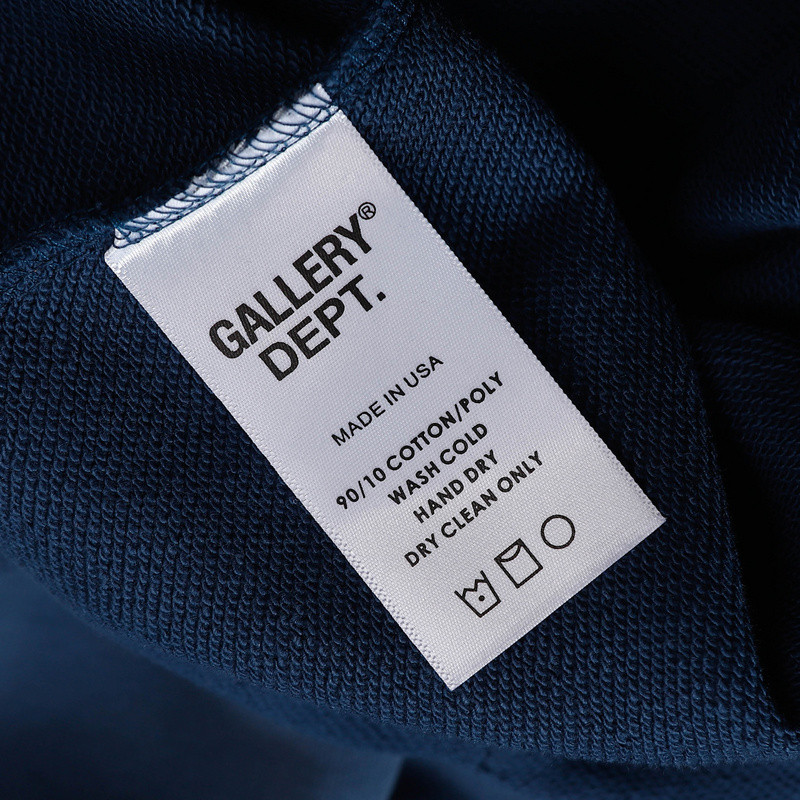 GALLERY®
DEPT.
MADE IN USA
90/10 COTTON/POLY
WASH COLD
HAND DRY
DRY CLEAN ONLY